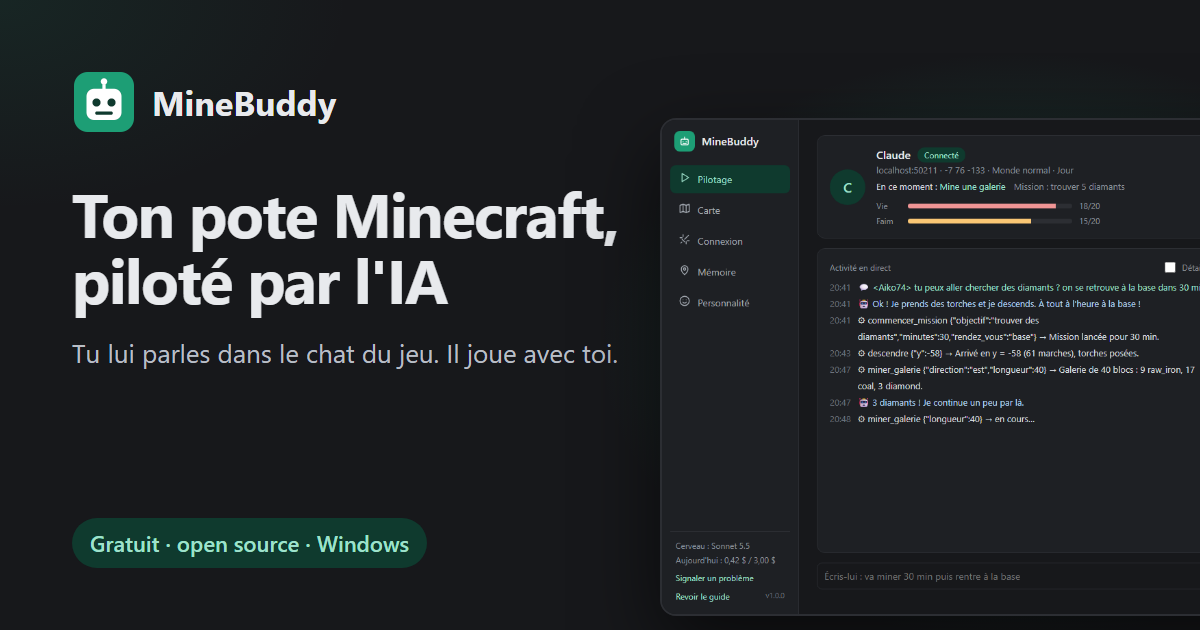 MineBuddy
Ton pote Minecraft,
piloté par l'IA
Tu lui parles dans le chat du jeu. Il joue avec toi.
Gratuit · open source · Windows
MineBuddy
Pilotage
Carte
Connexion
Mémoire
Personnalité
Cerveau : Sonnet 5.5
Aujourd'hui : 0,42 $ / 3,00 $
Signaler un problème
Revoir le guide
v1.0.0
C
Claude Connecté
localhost:50211 · -7 76 -133 · Monde normal · Jour
En ce moment : Mine une galerie Mission : trouver 5 diamants
Vie 18/20
Faim 15/20
Activité en direct
20:41 <Aiko74> tu peux aller chercher des diamants ? on se retrouve à la base dans 30 mi
20:41 Ok ! Je prends des torches et je descends. À tout à l'heure à la base !
20:41 commencer_mission {"objectif":"trouver des
diamants","minutes":30,"rendez_vous":"base"} → Mission lancée pour 30 min.
20:43 descendre {"y":-58} → Arrivé en y = -58 (61 marches), torches posées.
20:47 miner_galerie {"direction":"est","longueur":40} → Galerie de 40 blocs : 9 raw_iron, 17
coal, 3 diamond.
20:47 3 diamants ! Je continue un peu par là.
20:48 miner_galerie {"longueur":40} → en cours...
Écris-lui : va miner 30 min puis rentre à la base